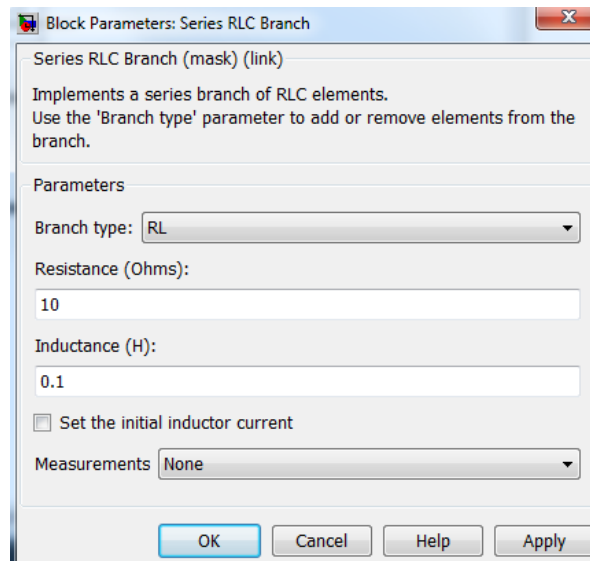 Block Parameters: Series RLC Branch
Series RLC Branch (mask) (link)
Implements a series branch of RLC elements.
Use the 'Branch type' parameter to add or remove elements from the
branch.
Parameters
Branch type: RL
Resistance (Ohms):
10
Inductance (H):
0.1
Set the initial inductor current
Measurements None
OK Cancel Help Apply